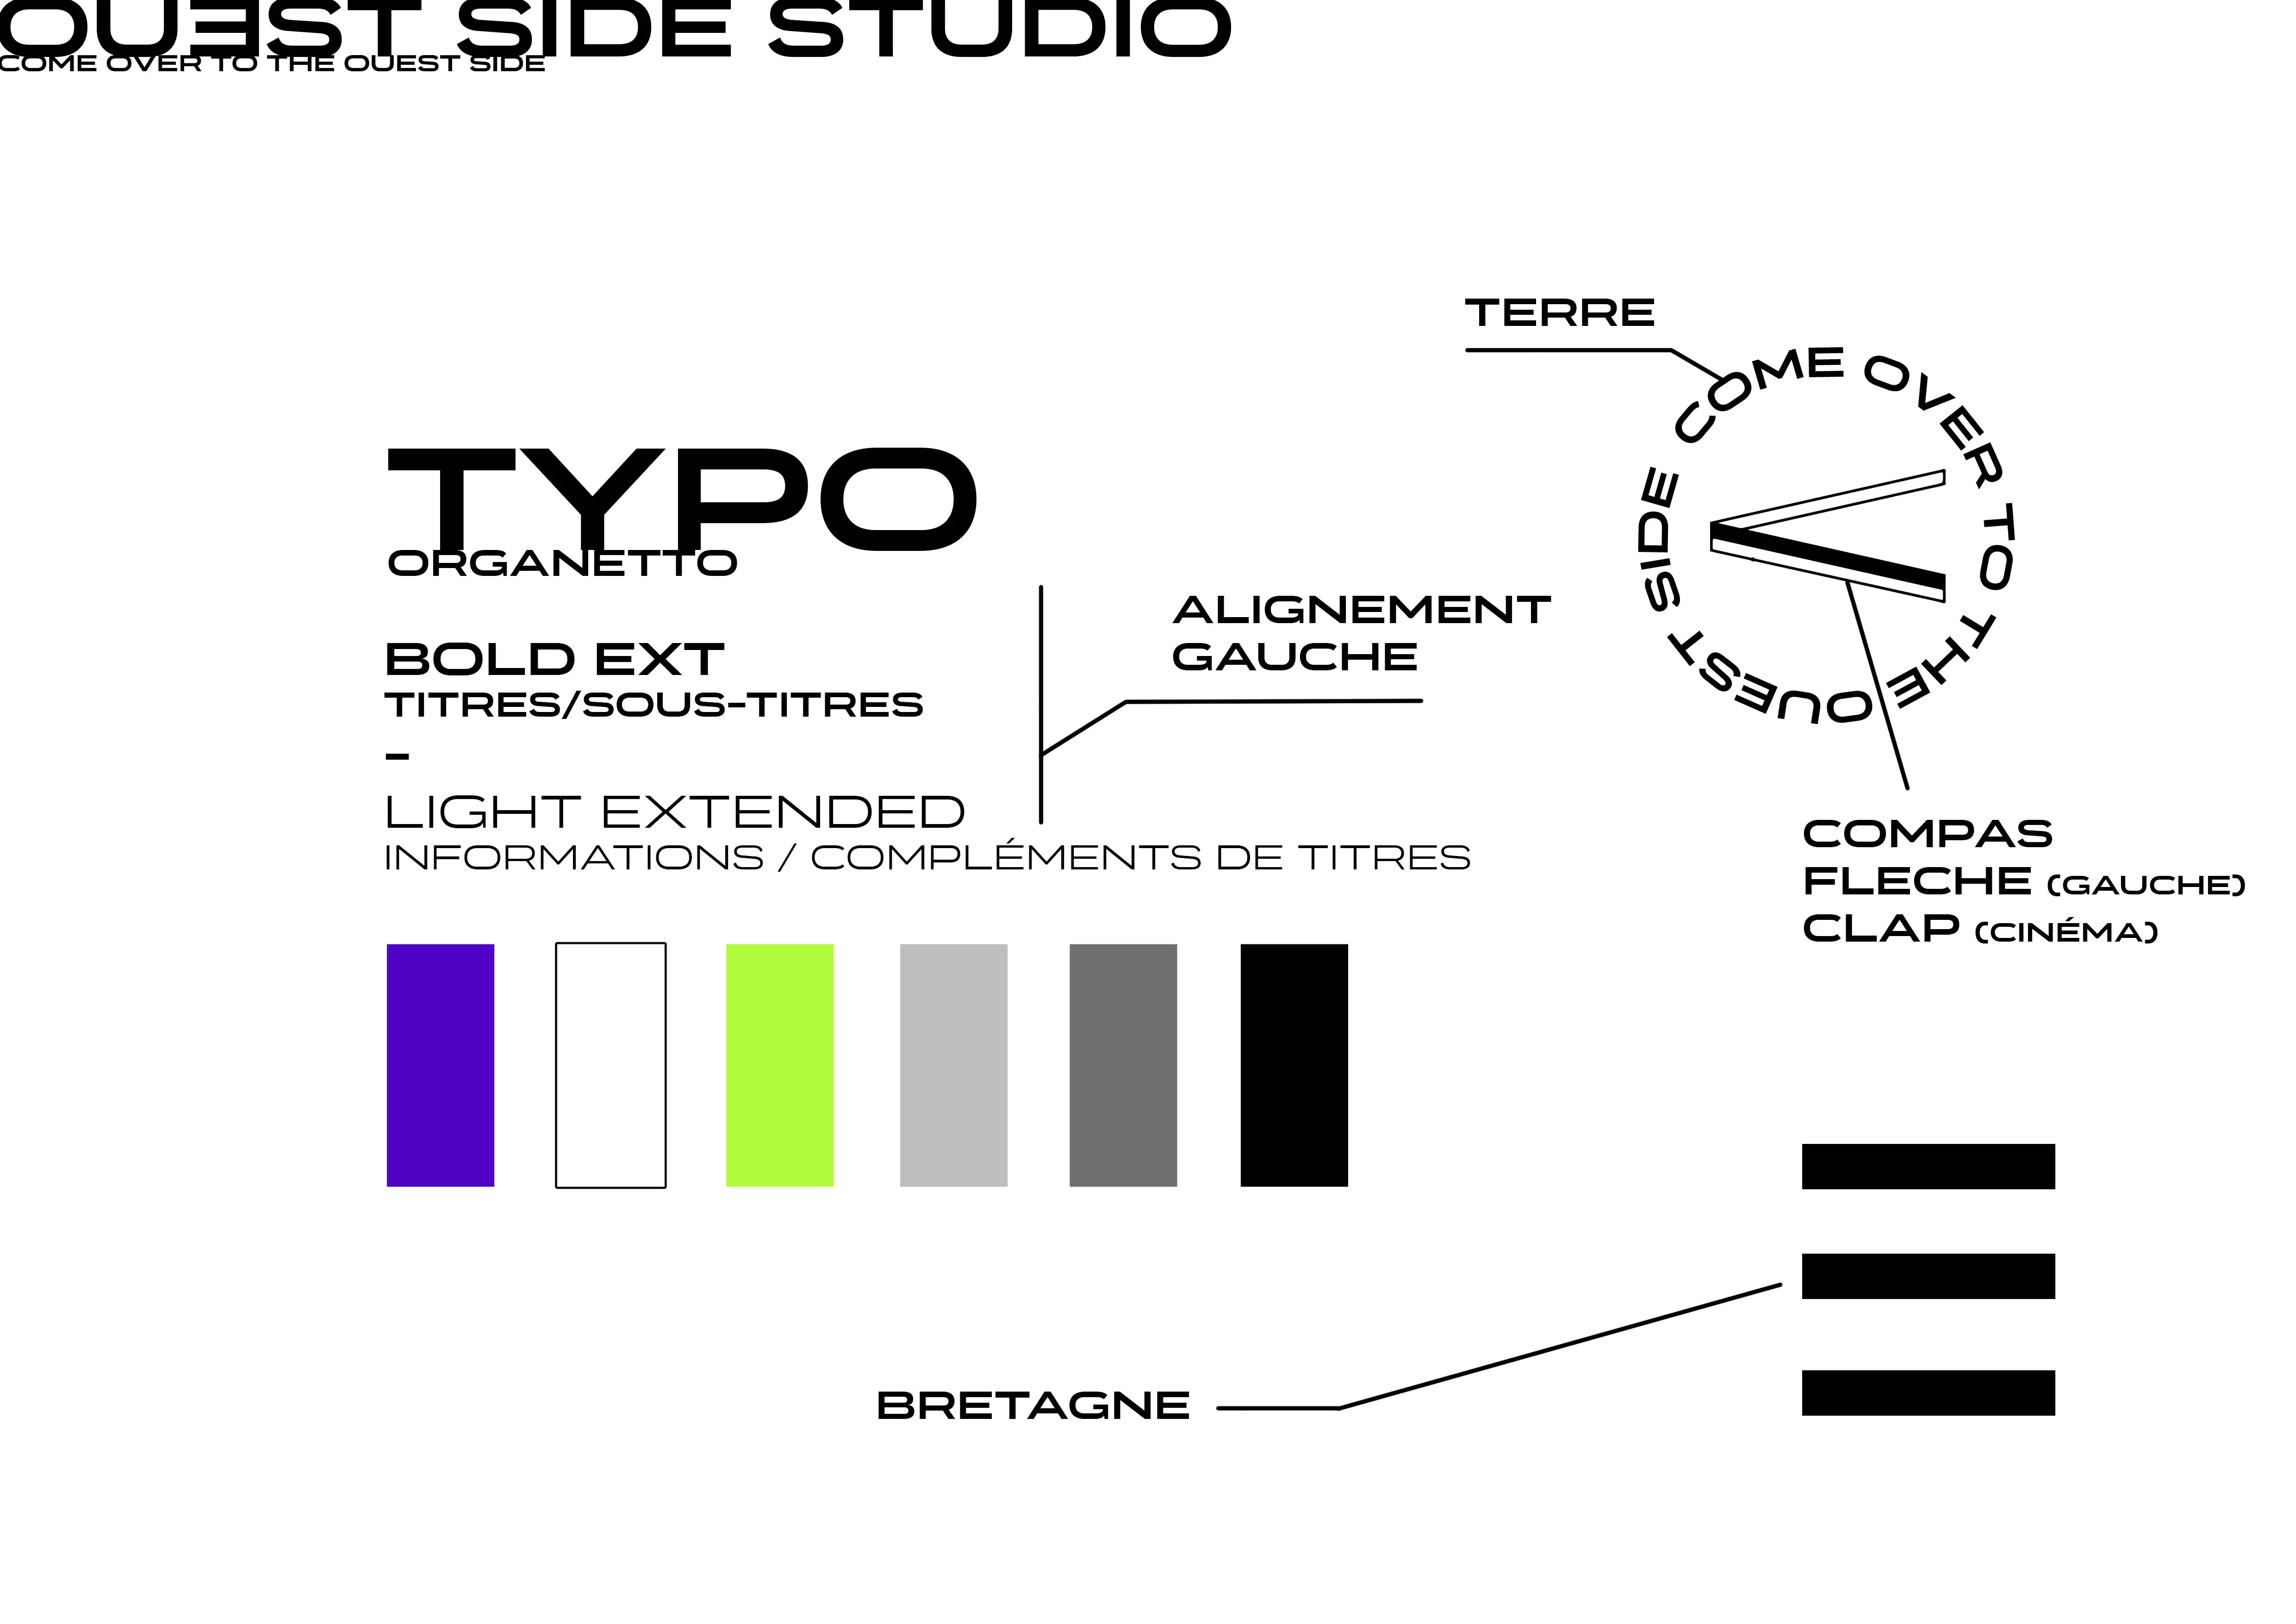 OUƎST SIDE STUDIO
COME OVER TO THE OUEST SIDE
TERRE
COME OVER TO THE OUEST SIDE
TYPO
ORGANETTO
BOLD EXT
TITRES/SOUS-TITRES
-
LIGHT EXTENDED
INFORMATIONS / COMPLÉMENTS DE TITRES
ALIGNEMENT
GAUCHE
COMPAS
FLECHE (GAUCHE)
CLAP (CINÉMA)
BRETAGNE